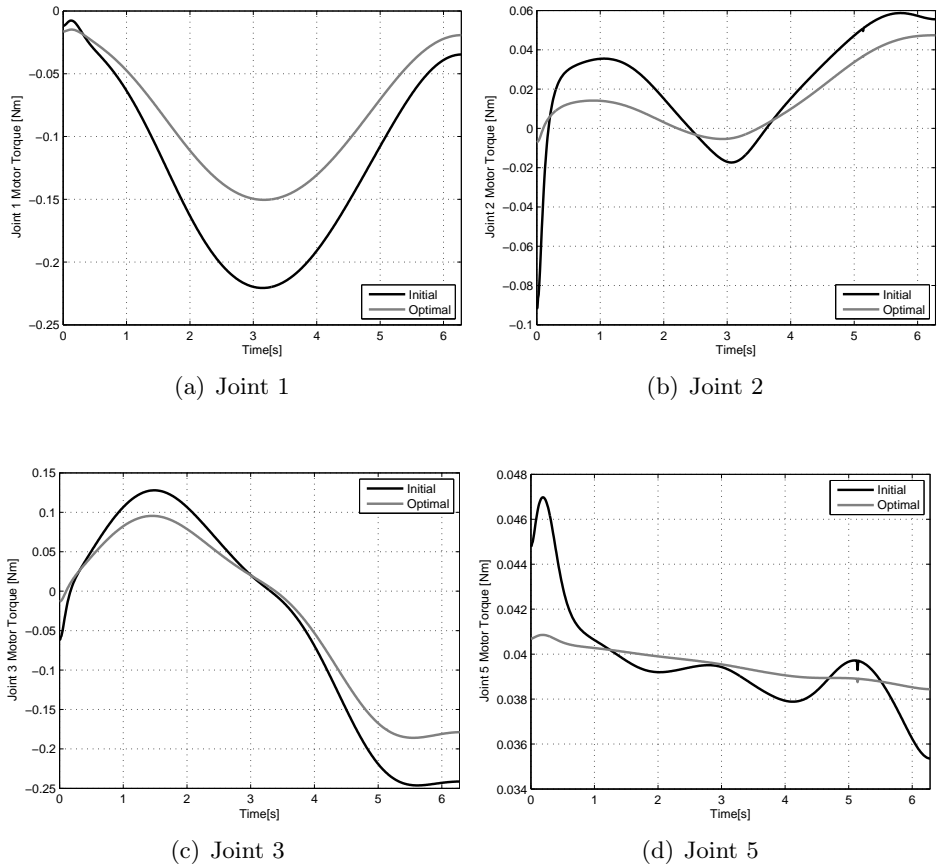 0
−0.05
−0.1
−0.15
−0.2
−0.25
Joint 1 Motor Torque [Nm]
0 1 2 3 4 5 6
Time[s]
Initial
Optimal
(a) Joint 1
0.06
0.04
0.02
0
−0.02
−0.04
−0.06
−0.08
−0.1
Joint 2 Motor Torque [Nm]
0 1 2 3 4 5 6
Time[s]
Initial
Optimal
(b) Joint 2
0.15
0.1
0.05
0
−0.05
−0.1
−0.15
−0.2
−0.25
Joint 3 Motor Torque [Nm]
0 1 2 3 4 5 6
Time[s]
Initial
Optimal
(c) Joint 3
0.048
0.046
0.044
0.042
0.04
0.038
0.036
0.034
Joint 5 Motor Torque [Nm]
0 1 2 3 4 5 6
Time[s]
Initial
Optimal
(d) Joint 5